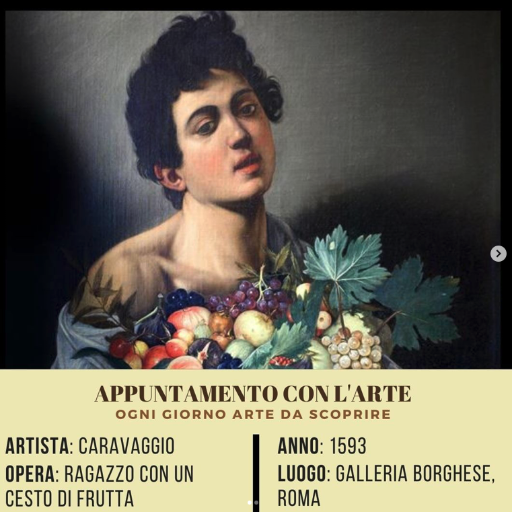 APPUNTAMENTO CON L'ARTE
OGNI GIORNO ARTE DA SCOPRIRE
ARTISTA: CARAVAGGIO
OPERA: RAGAZZO CON UN
CESTO DI FRUTTA
ANNO: 1593
LUOGO: GALLERIA BORGHESE,
ROMA